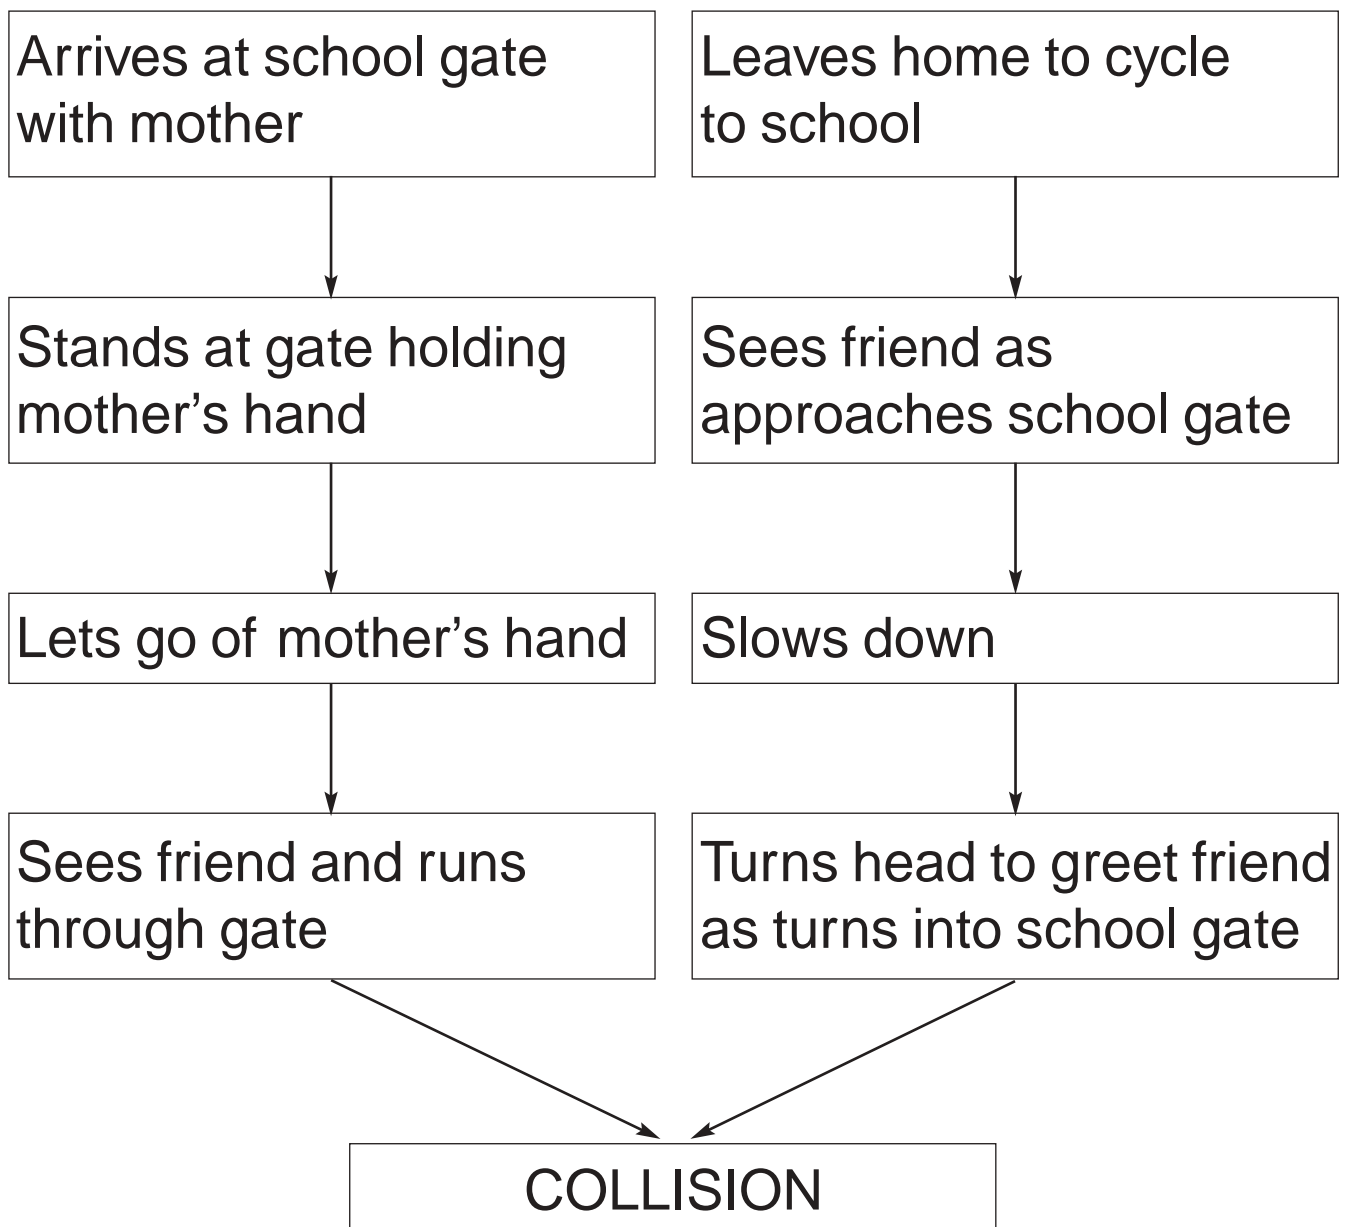 Arrives at school gate
with mother
Leaves home to cycle
to school
Stands at gate holding
mother’s hand
Sees friend as
approaches school gate
Lets go of mother’s hand
Slows down
Sees friend and runs
through gate
Turns head to greet friend
as turns into school gate
COLLISION